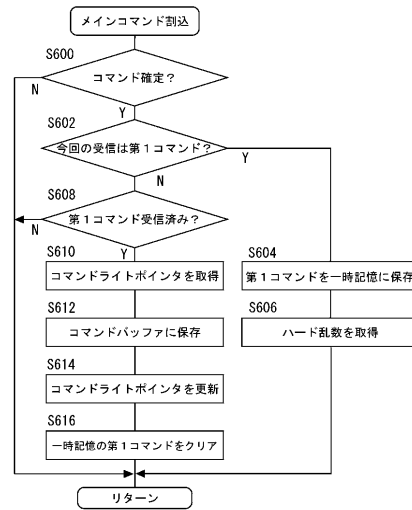 メインコマンド割込
S600
コマンド確定？
N
Y
S602
今回の受信は第１コマンド？
Y
N
S608
第１コマンド受信済み？
N
Y
S610
コマンドライトポインタを取得
S604
第１コマンドを一時記憶に保存
S612
コマンドバッファに保存
S606
ハード乱数を取得
S614
コマンドライトポインタを更新
S616
一時記憶の第１コマンドをクリア
リターン